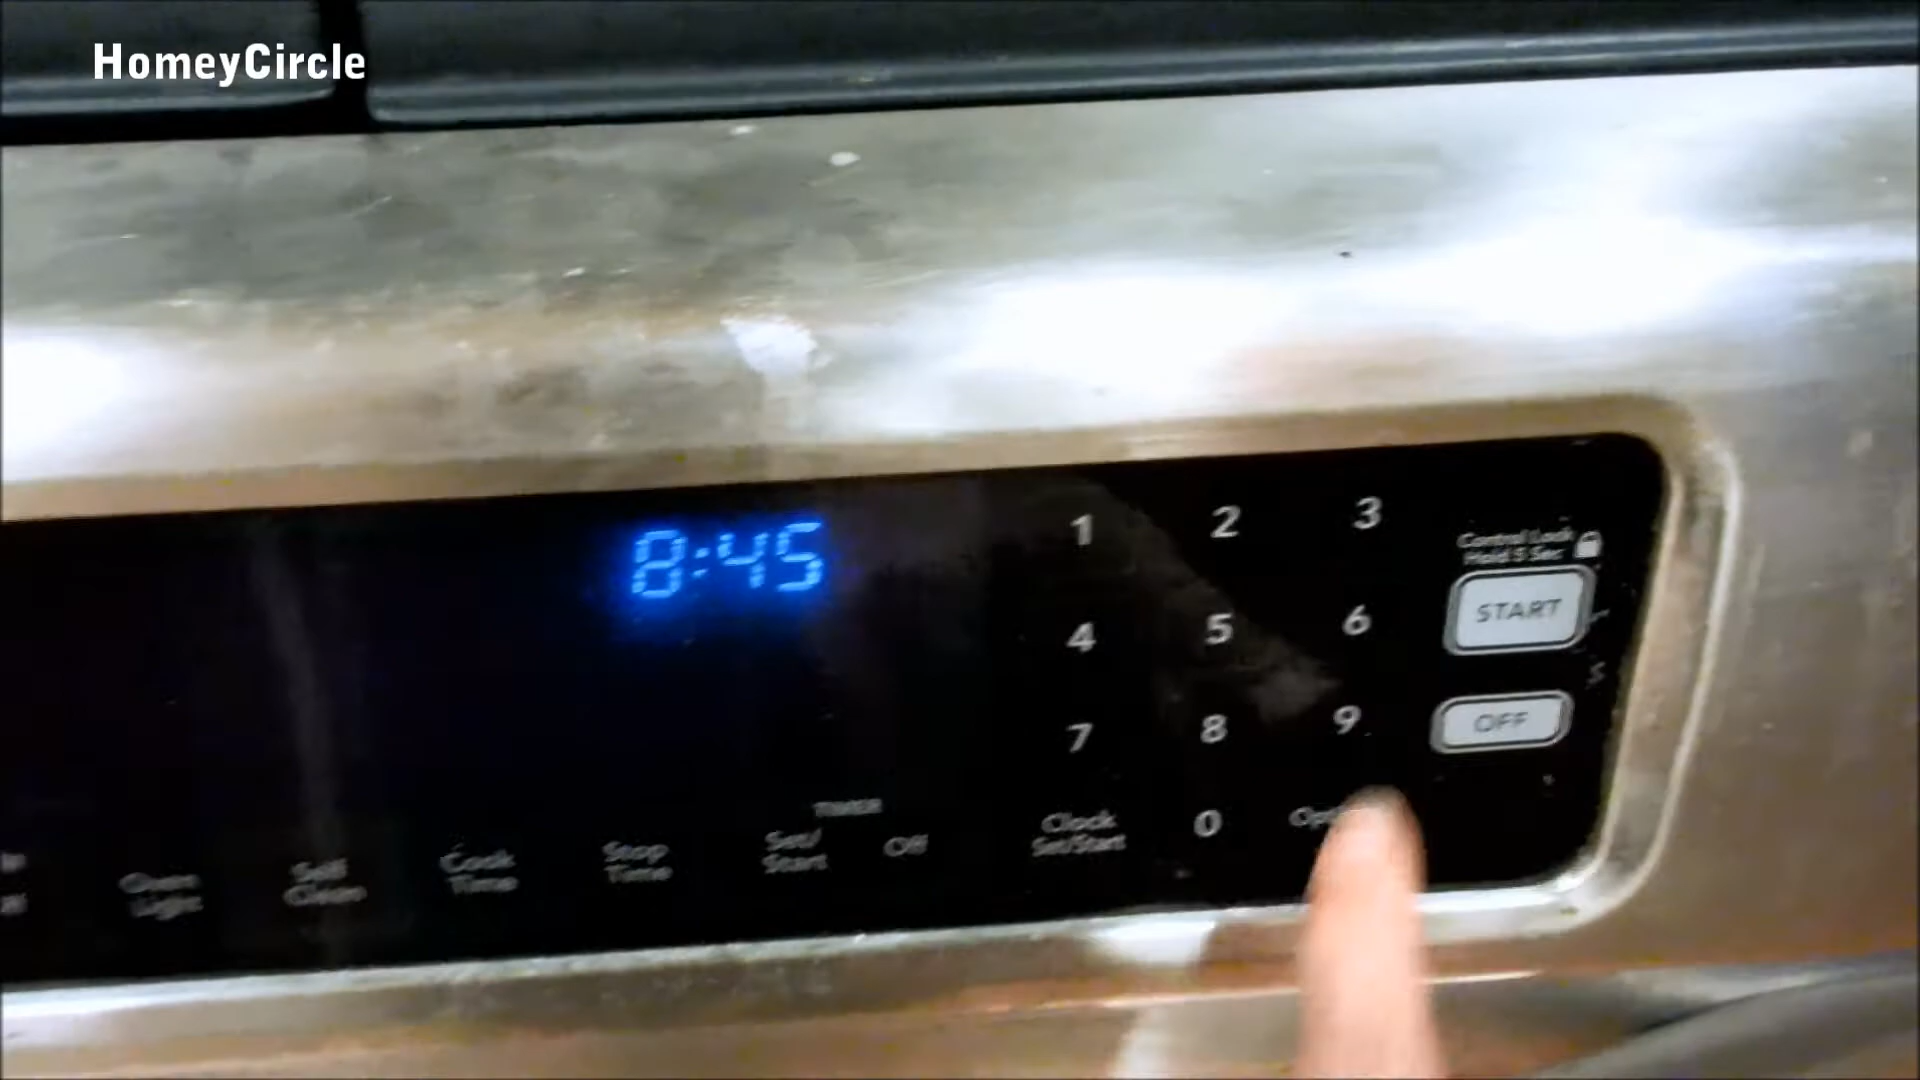 HomeyCircle
8:45
1 2 3
Control Lock
Hold 5 Sec
START
4 5 6
7 8 9
OFF
TIMER
Oven
Light
Self
Clean
Cook
Time
Stop
Time
Set/
Start
Off
Clock
Set/Start
0